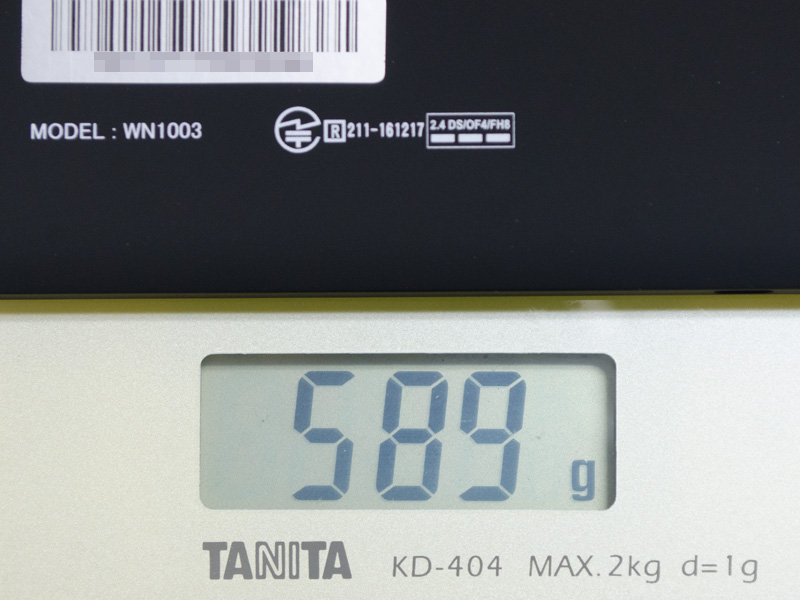 MODEL : WN1003
R 211-161217
2.4 DS/OF4/FH8
589 g
TANITA KD-404 MAX. 2kg d=1g